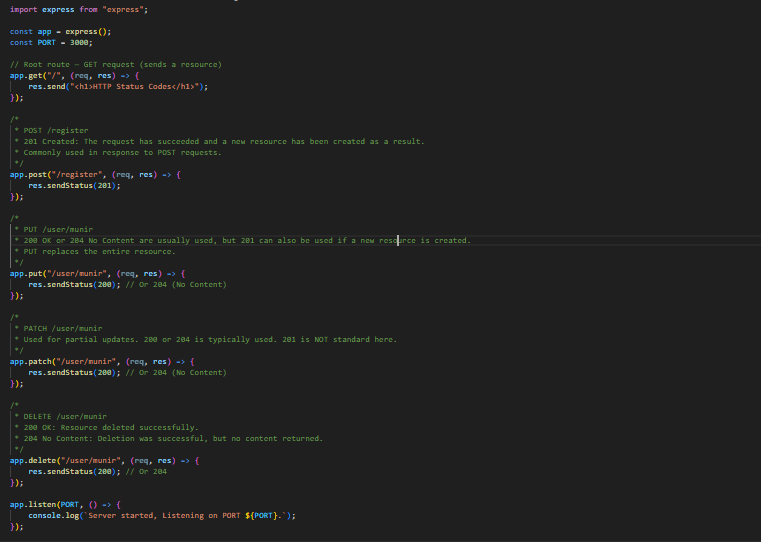 import express from "express";
const app = express();
const PORT = 3000;
// Root route – GET request (sends a resource)
app.get("/", (req, res) => {
res.send("<h1>HTTP Status Codes</h1>");
});
/*
* POST /register
* 201 Created: The request has succeeded and a new resource has been created as a result.
* Commonly used in response to POST requests.
*/
app.post("/register", (req, res) => {
res.sendStatus(201);
});
/*
* PUT /user/munir
* 200 OK or 204 No Content are usually used, but 201 can also be used if a new resource is created.
* PUT replaces the entire resource.
*/
app.put("/user/munir", (req, res) => {
res.sendStatus(200); // Or 204 (No Content)
});
/*
* PATCH /user/munir
* Used for partial updates. 200 or 204 is typically used. 201 is NOT standard here.
*/
app.patch("/user/munir", (req, res) => {
res.sendStatus(200); // Or 204 (No Content)
});
/*
* DELETE /user/munir
* 200 OK: Resource deleted successfully.
* 204 No Content: Deletion was successful, but no content returned.
*/
app.delete("/user/munir", (req, res) => {
res.sendStatus(200); // Or 204
});
app.listen(PORT, () => {
console.log(`Server started, Listening on PORT ${PORT}.`);
});